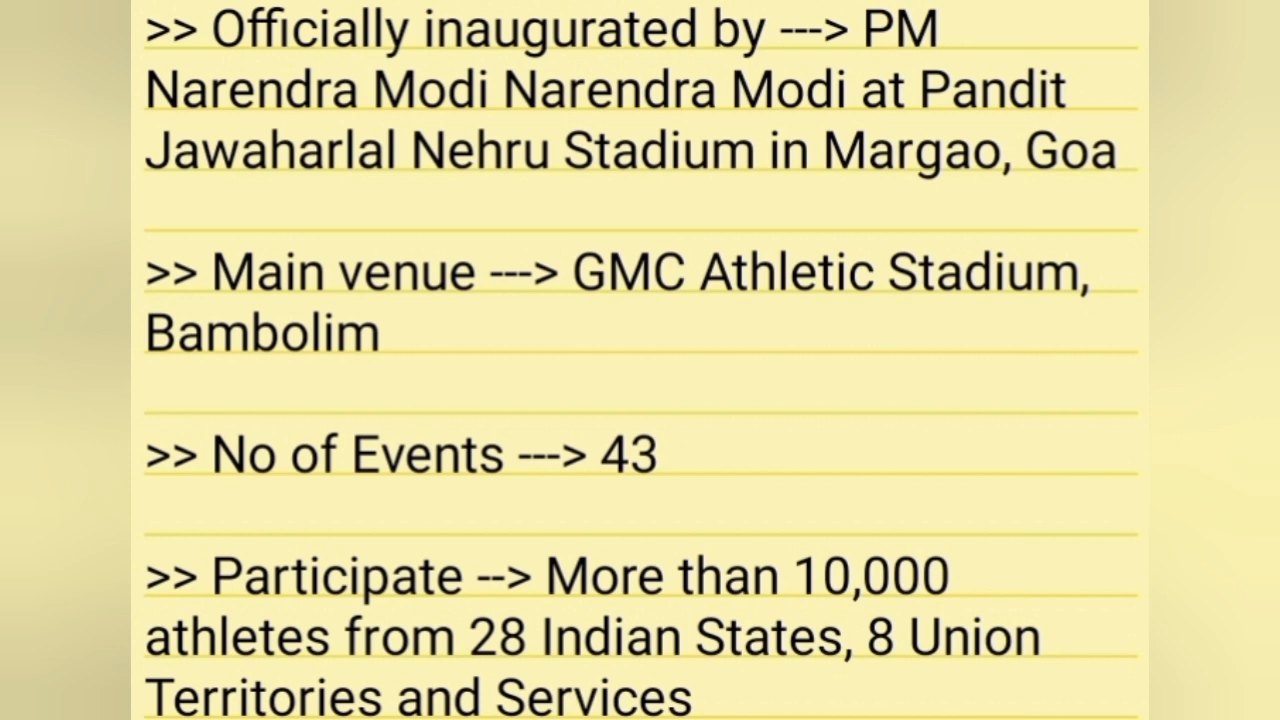 >> Officially inaugurated by ---> PM
Narendra Modi Narendra Modi at Pandit
Jawaharlal Nehru Stadium in Margao, Goa
>> Main venue ---> GMC Athletic Stadium,
Bambolim
>> No of Events ---> 43
>> Participate --> More than 10,000
athletes from 28 Indian States, 8 Union
Territories and Services